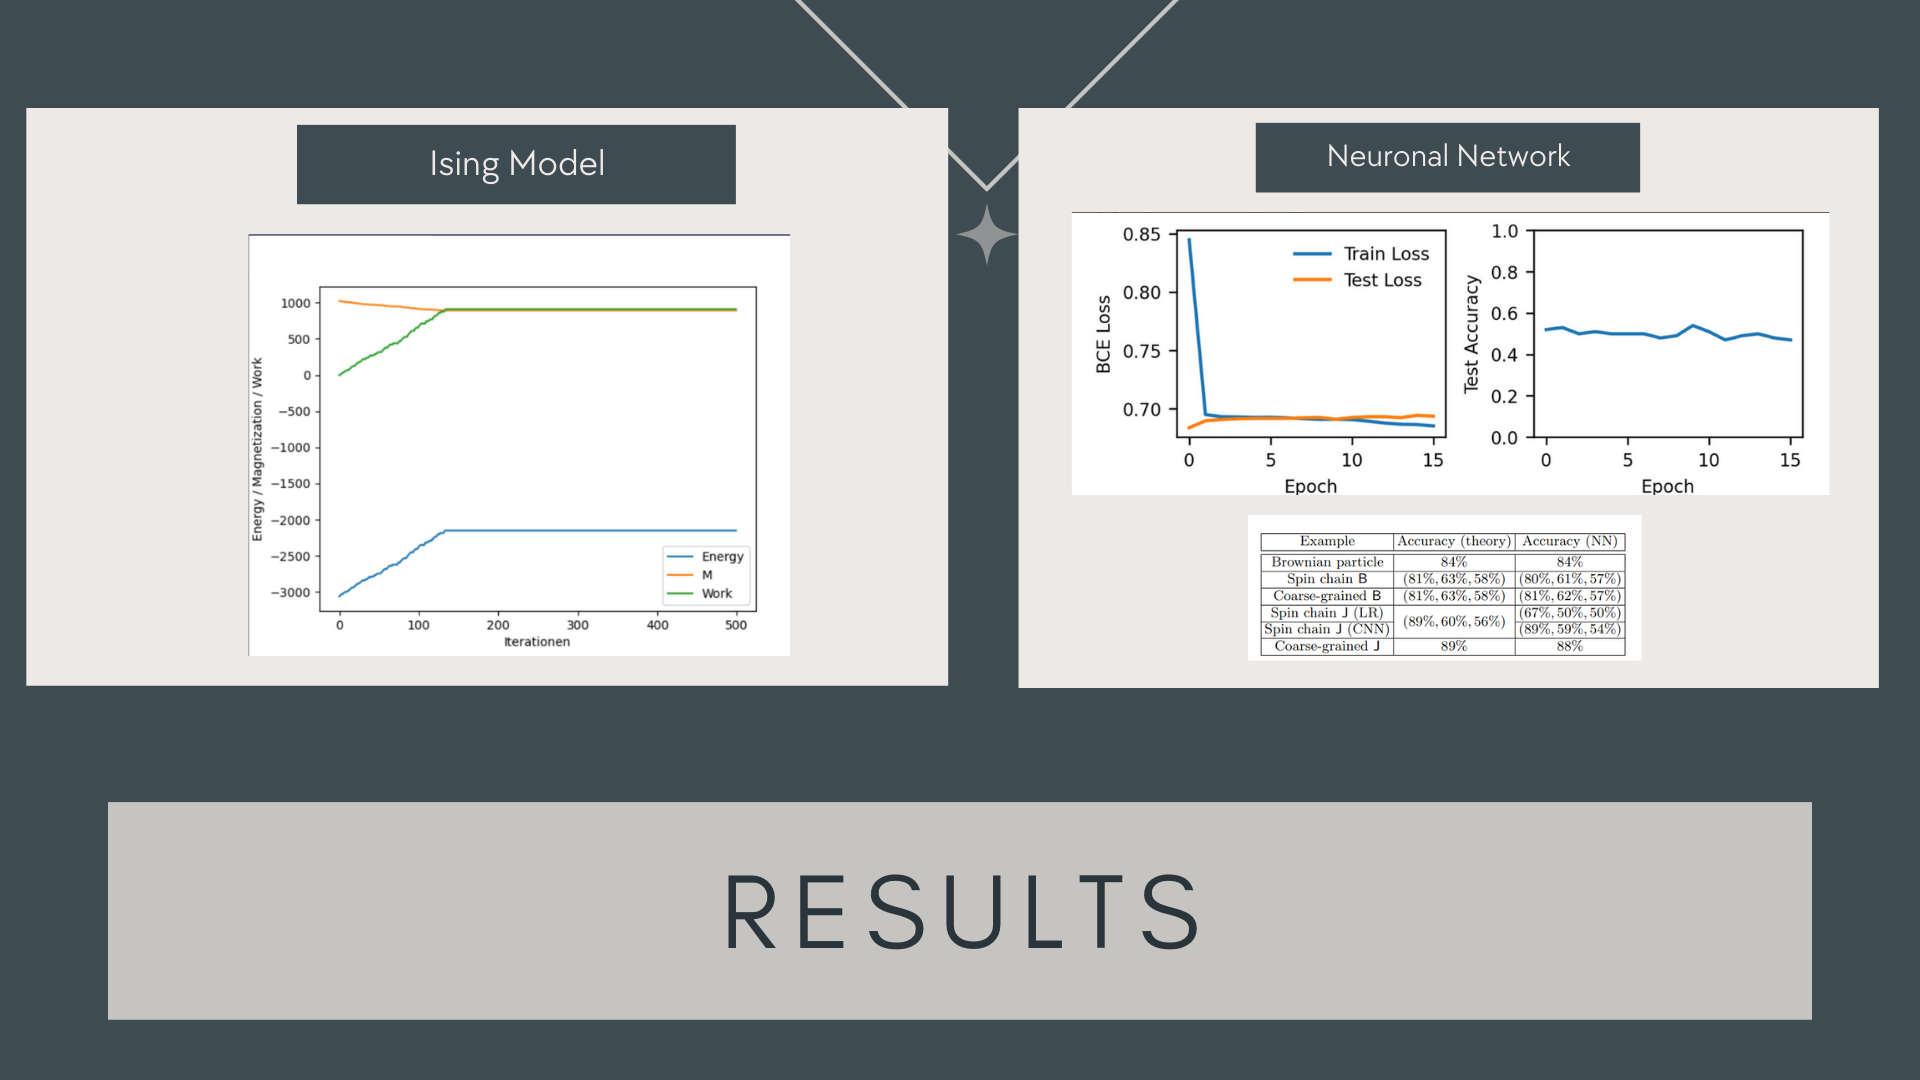 Ising Model
Energy / Magnetization / Work
1000
500
0
−500
−1000
−1500
−2000
−2500
−3000
0 100 200 300 400 500
Iterationen
Energy
M
Work
Neuronal Network
BCE Loss
0.85
0.80
0.75
0.70
Train Loss
Test Loss
0 5 10 15
Epoch
Test Accuracy
1.0
0.8
0.6
0.4
0.2
0.0
0 5 10 15
Epoch
Example Accuracy (theory) Accuracy (NN)
Brownian particle 84% 84%
Spin chain B (81%, 63%, 58%) (80%, 61%, 57%)
Coarse-grained B (81%, 63%, 58%) (81%, 62%, 57%)
Spin chain J (LR) (89%, 60%, 56%) (67%, 50%, 50%)
Spin chain J (CNN) (89%, 59%, 54%)
Coarse-grained J 89% 88%
RESULTS